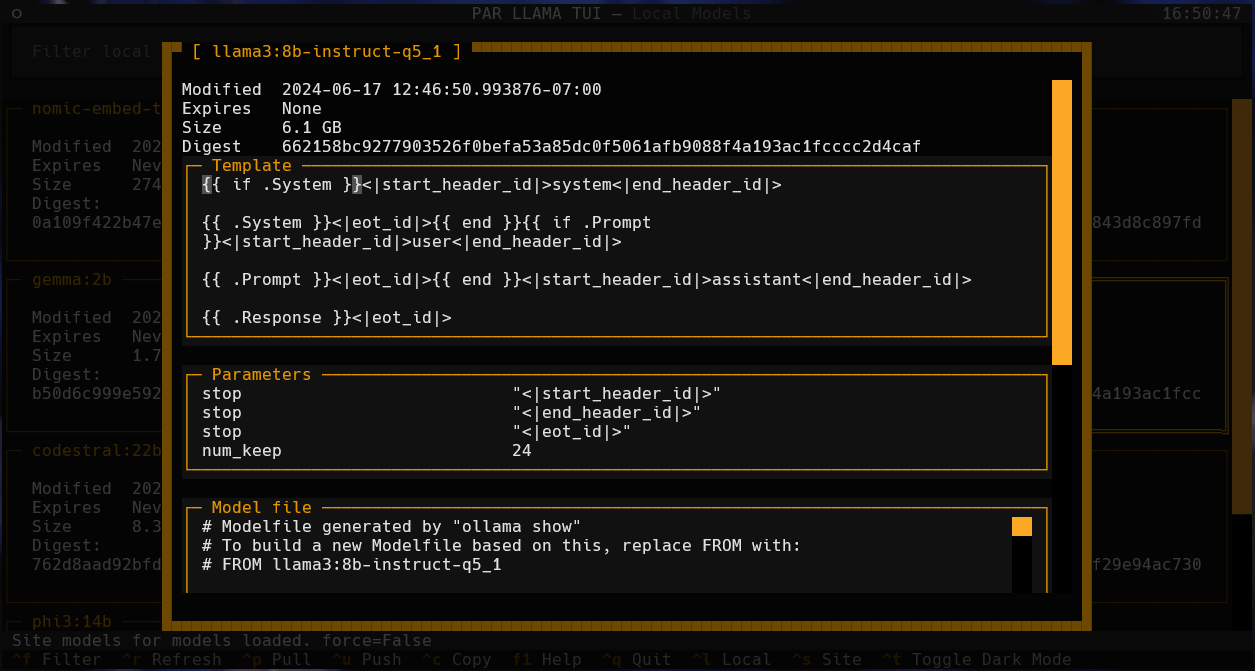 PAR LLAMA TUI — Local Models 16:50:47
Filter local
[ llama3:8b-instruct-q5_1 ]
Modified 2024-06-17 12:46:50.993876-07:00
Expires None
Size 6.1 GB
Digest 662158bc9277903526f0befa53a85dc0f5061afb9088f4a193ac1fcccc2d4caf
Template
{{ if .System }}<|start_header_id|>system<|end_header_id|>
{{ .System }}<|eot_id|>{{ end }}{{ if .Prompt
}}<|start_header_id|>user<|end_header_id|>
{{ .Prompt }}<|eot_id|>{{ end }}<|start_header_id|>assistant<|end_header_id|>
{{ .Response }}<|eot_id|>
Parameters
stop "<|start_header_id|>"
stop "<|end_header_id|>"
stop "<|eot_id|>"
num_keep 24
Model file
# Modelfile generated by "ollama show"
# To build a new Modelfile based on this, replace FROM with:
# FROM llama3:8b-instruct-q5_1
nomic-embed-t
Modified 202
Expires Nev
Size 274
Digest:
0a109f422b47e
843d8c897fd
gemma:2b
Modified 202
Expires Nev
Size 1.7
Digest:
b50d6c999e592
4a193ac1fcc
codestral:22b
Modified 202
Expires Nev
Size 8.3
Digest:
762d8aad92bfd
f29e94ac730
phi3:14b
Site models for models loaded. force=False
^f Filter ^r Refresh ^p Pull ^u Push ^c Copy f1 Help ^q Quit ^l Local ^s Site ^t Toggle Dark Mode